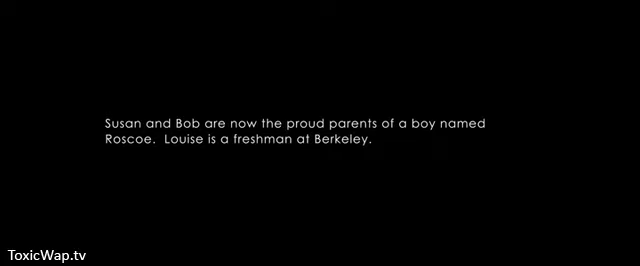 Susan and Bob are now the proud parents of a boy named
Roscoe.  Louise is a freshman at Berkeley.
ToxicWap.tv